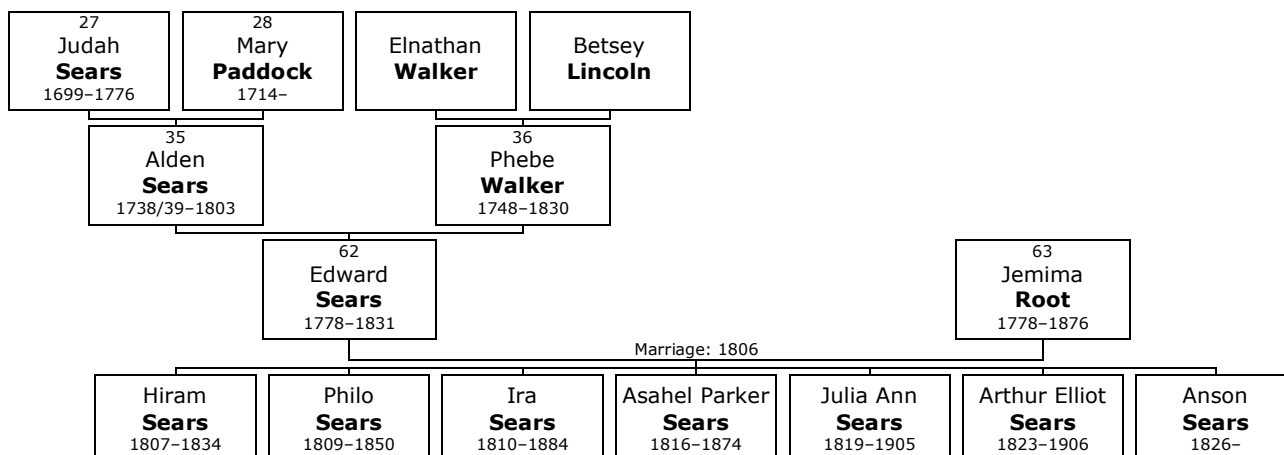 27
Judah
Sears
1699–1776
28
Mary
Paddock
1714–
Elnathan
Walker
Betsey
Lincoln
35
Alden
Sears
1738/39–1803
36
Phebe
Walker
1748–1830
62
Edward
Sears
1778–1831
63
Jemima
Root
1778–1876
Marriage: 1806
Hiram
Sears
1807–1834
Philo
Sears
1809–1850
Ira
Sears
1810–1884
Asahel Parker
Sears
1816–1874
Julia Ann
Sears
1819–1905
Arthur Elliot
Sears
1823–1906
Anson
Sears
1826–